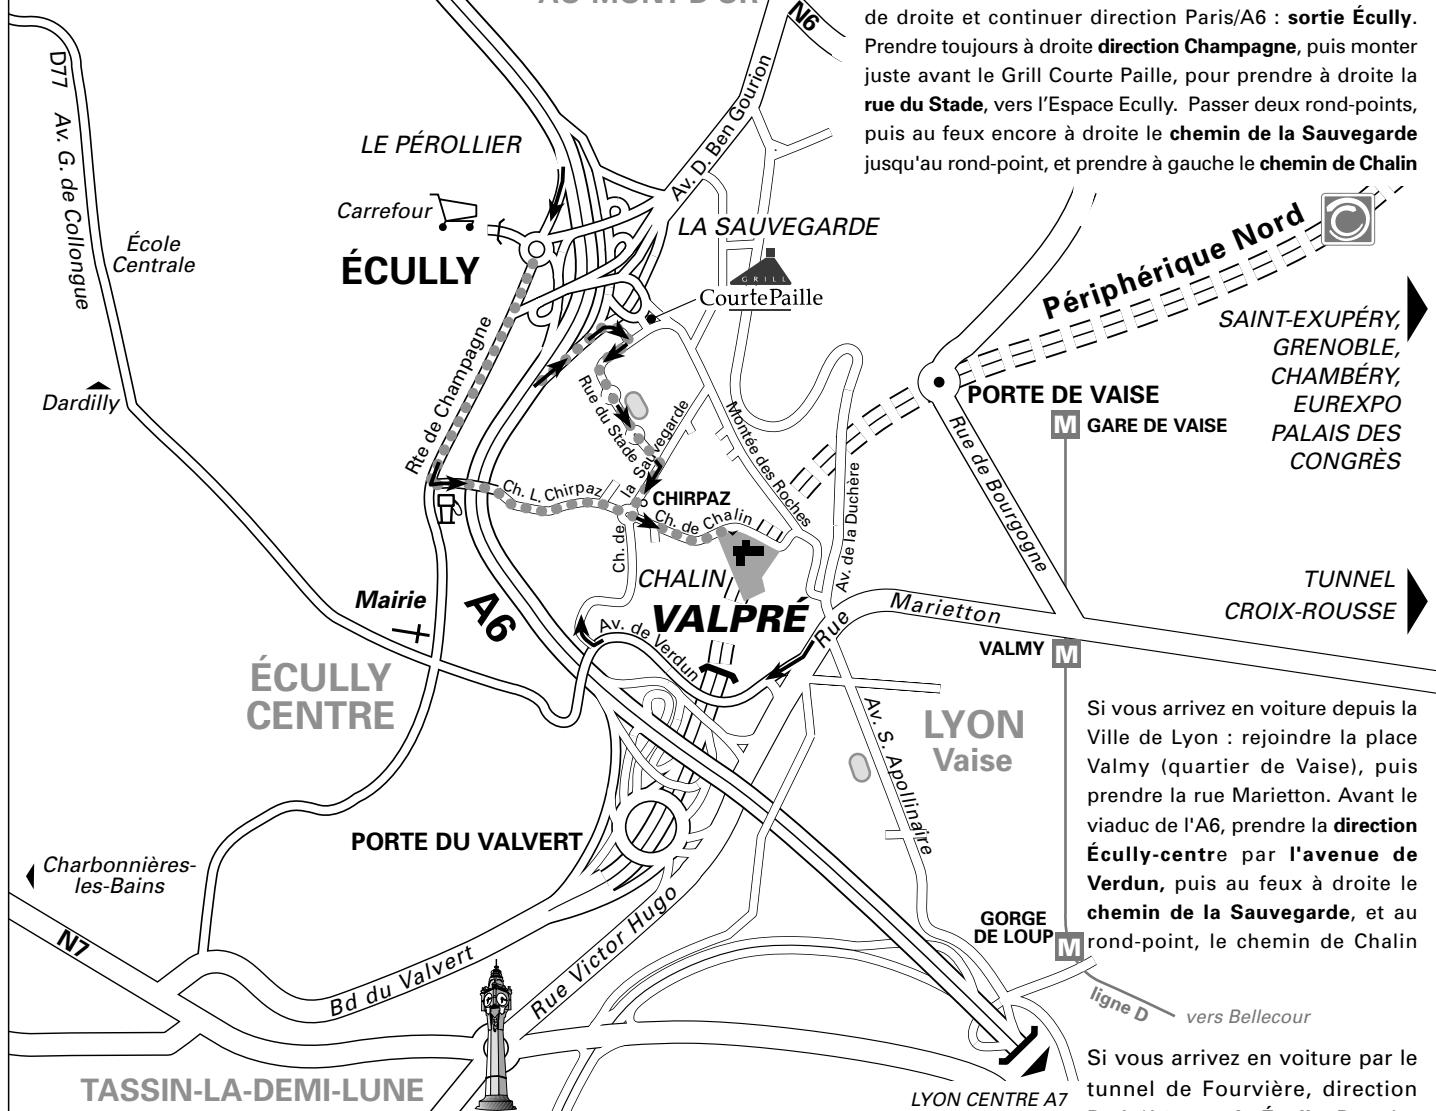 AU-MONT-D'OR
N6
de droite et continuer direction Paris/A6 : sortie Écully.
Prendre toujours à droite direction Champagne, puis monter
juste avant le Grill Courte Paille, pour prendre à droite la
rue du Stade, vers l'Espace Ecully. Passer deux rond-points,
puis au feux encore à droite le chemin de la Sauvegarde
jusqu'au rond-point, et prendre à gauche le chemin de Chalin
D77 Av. G. de Collongue
LE PÉROLLIER
Av. D. Ben Gourion
Carrefour
LA SAUVEGARDE
École
Centrale
ÉCULLY
GRILL
CourtePaille
Périphérique Nord
SAINT-EXUPÉRY,
GRENOBLE,
CHAMBÉRY,
EUREXPO
PALAIS DES
CONGRÈS
Dardilly
Rte de Champagne
Rue du Stade
Ch. de la Sauvegarde
Montée des Roches
PORTE DE VAISE
M GARE DE VAISE
Rue de Bourgogne
Av. de la Duchère
Ch. L. Chirpaz
CHIRPAZ
Ch. de Chalin
CHALIN
VALPRÉ
TUNNEL
CROIX-ROUSSE
Mairie
A6
Av. de Verdun
Rue Marietton
VALMY M
ÉCULLY
CENTRE
LYON
Vaise
Av. S. Apollinaire
Si vous arrivez en voiture depuis la
Ville de Lyon : rejoindre la place
Valmy (quartier de Vaise), puis
prendre la rue Marietton. Avant le
viaduc de l'A6, prendre la direction
Écully-centre par l'avenue de
Verdun, puis au feux à droite le
chemin de la Sauvegarde, et au
rond-point, le chemin de Chalin
PORTE DU VALVERT
Charbonnières-
les-Bains
N7
Bd du Valvert
Rue Victor Hugo
GORGE
DE LOUP M
ligne D
vers Bellecour
Si vous arrivez en voiture par le
tunnel de Fourvière, direction
TASSIN-LA-DEMI-LUNE
LYON CENTRE A7